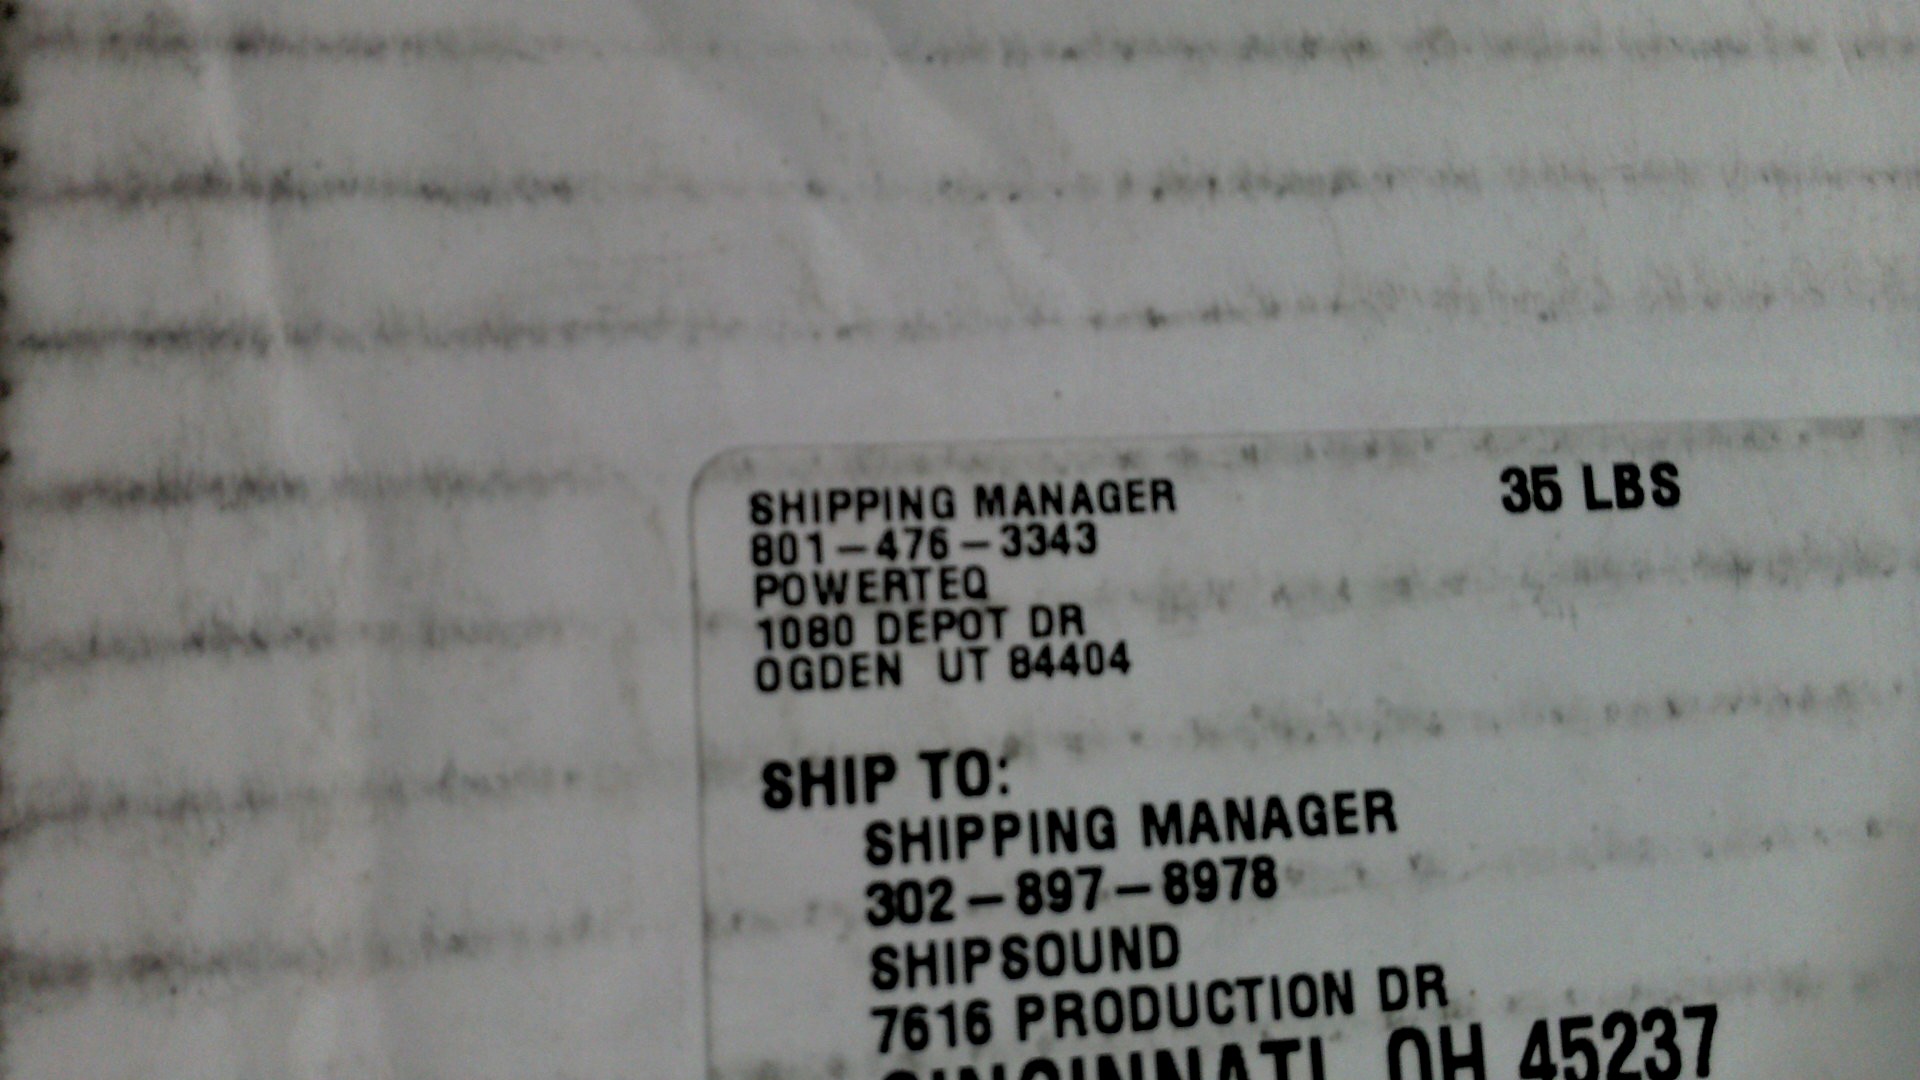 SHIPPING MANAGER
35 LBS
801-476-3343
POWERTEQ
1080 DEPOT DR
OGDEN UT 84404
SHIP TO:
SHIPPING MANAGER
302-897-8978
SHIPSOUND
7616 PRODUCTION DR
CINCINNATI OH 45237